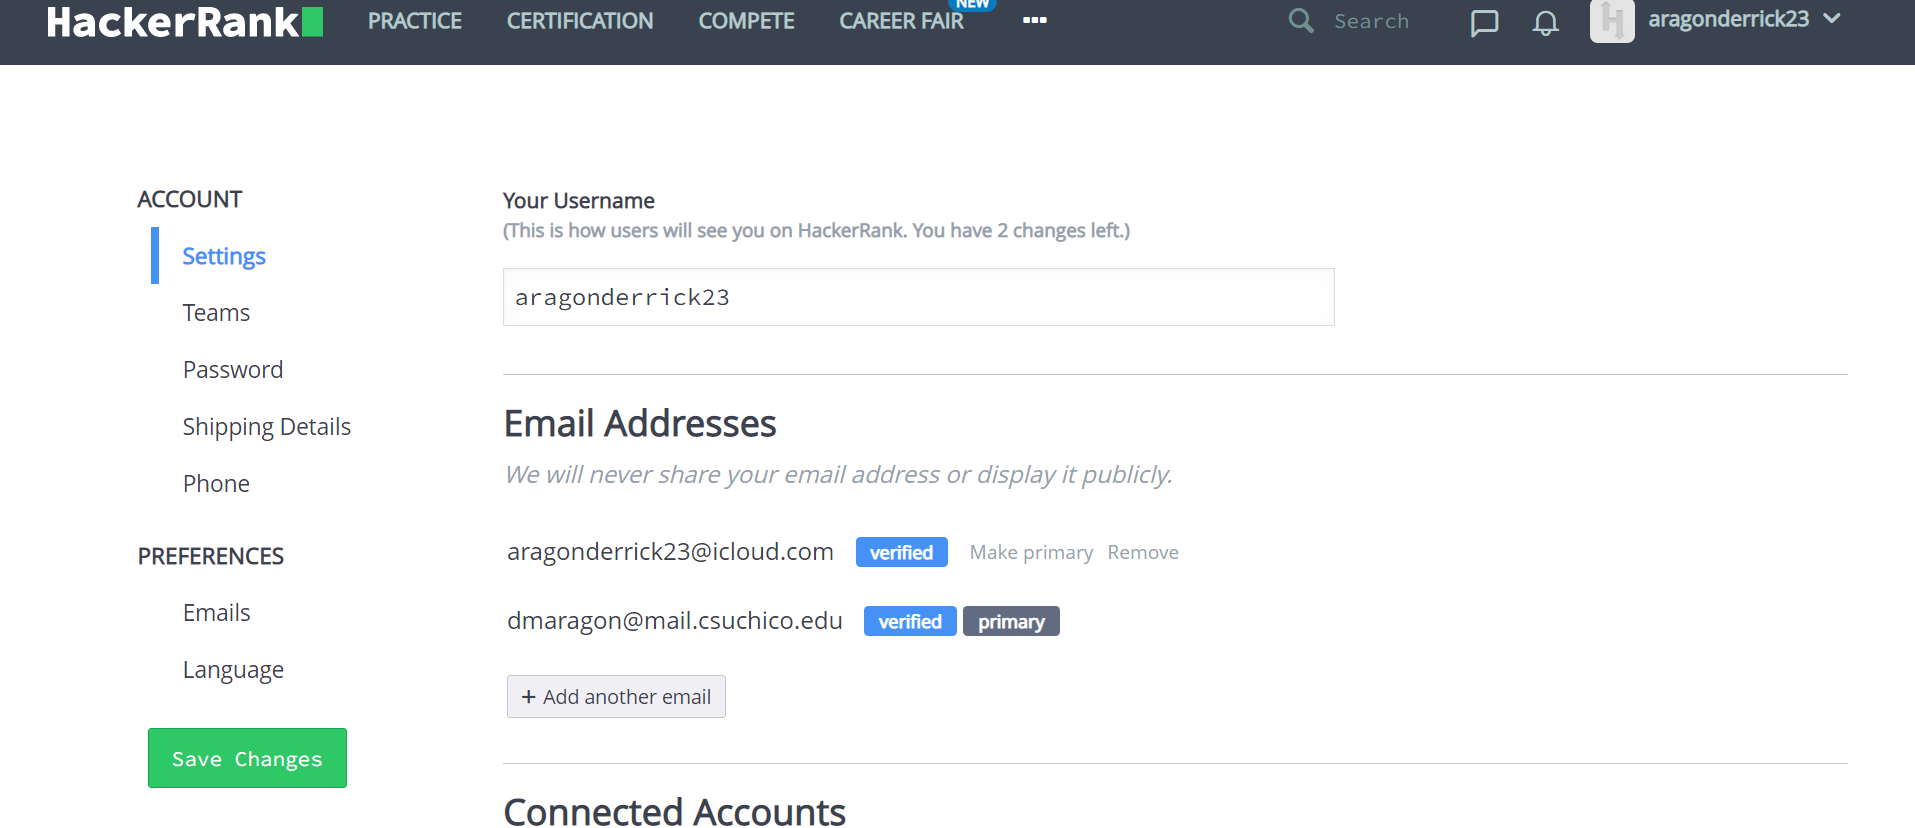 HackerRank PRACTICE CERTIFICATION COMPETE CAREER FAIR NEW Search aragonderrick23
ACCOUNT
Settings
Teams
Password
Shipping Details
Phone
PREFERENCES
Emails
Language
Save Changes
Your Username
(This is how users will see you on HackerRank. You have 2 changes left.)
aragonderrick23
Email Addresses
We will never share your email address or display it publicly.
aragonderrick23@icloud.com verified Make primary Remove
dmaragon@mail.csuchico.edu verified primary
+ Add another email
Connected Accounts